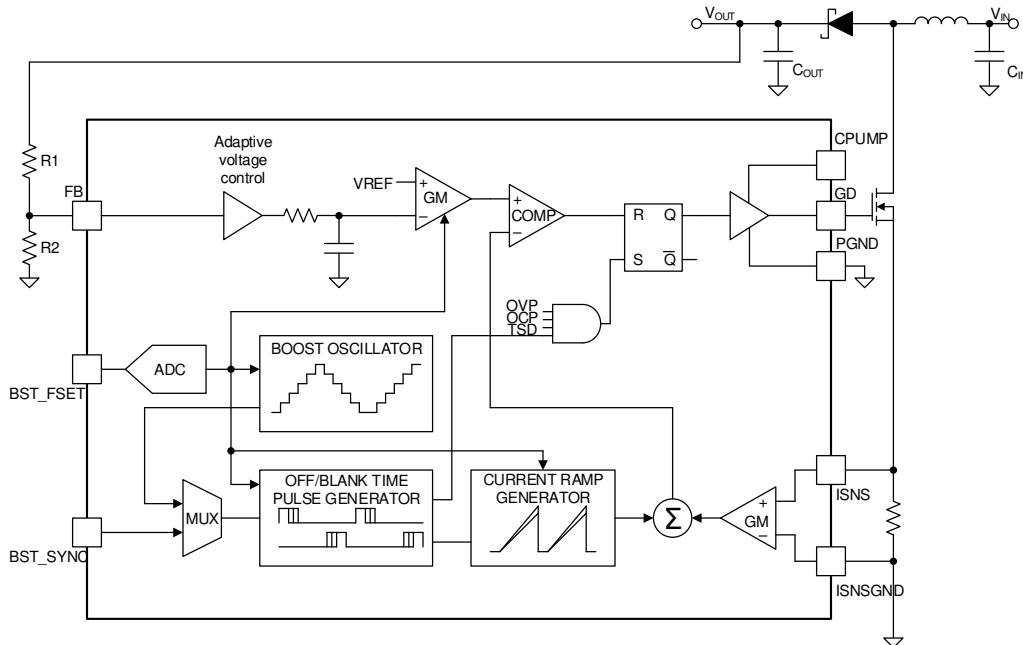 VOUT
VIN
COUT
CIN
Adaptive
voltage
control
CPUMP
R1
FB
VREF
+
GM
−
+
COMP
−
R Q
S Q̅
GD
R2
PGND
OVP
OCP
TSD
BOOST OSCILLATOR
ADC
BST_FSET
OFF/BLANK TIME
PULSE GENERATOR
CURRENT RAMP
GENERATOR
ISNS
+
GM
−
Σ
MUX
BST_SYNC
ISNSGND